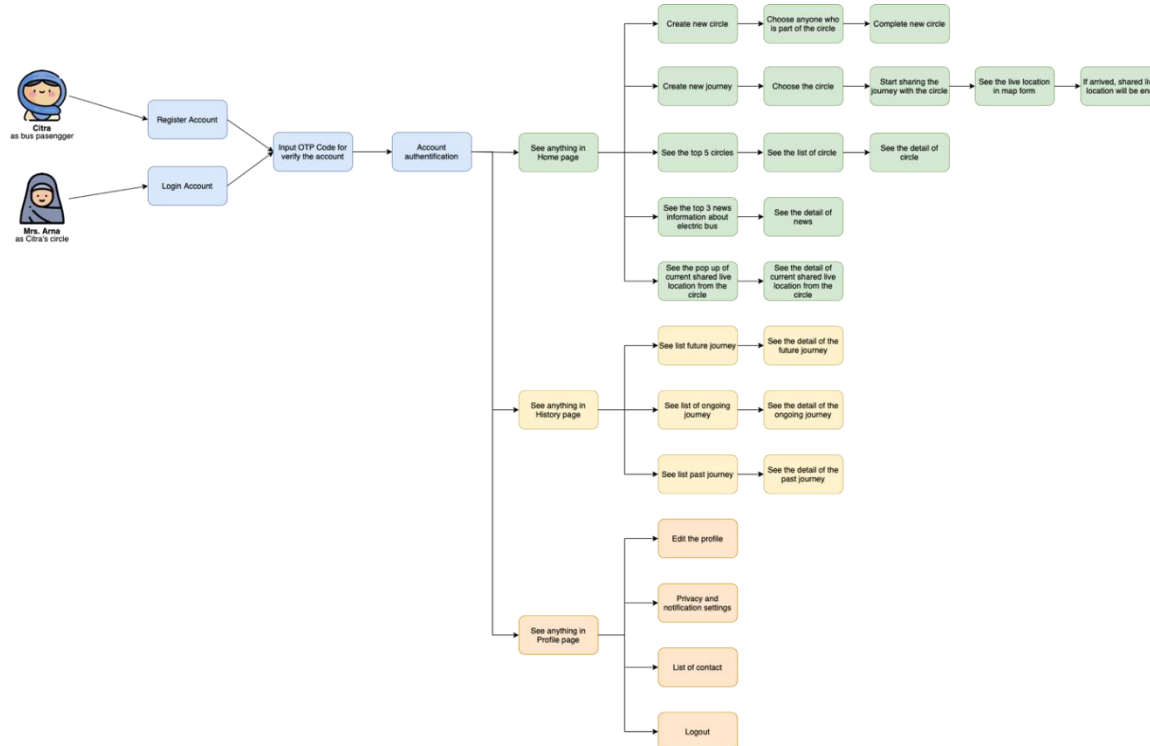 Create new circle
Choose anyone who
is part of the circle
Complete new circle
Citra
as bus pasengger
Register Account
Create new journey
Choose the circle
Start sharing the
journey with the circle
See the live location
in map form
If arrived, shared li
location will be en
Input OTP Code for
verify the account
Account
authentification
See anything in
Home page
See the top 5 circles
See the list of circle
See the detail of
circle
Login Account
Mrs. Arna
as Citra's circle
See the top 3 news
information about
electric bus
See the detail of
news
See the pop up of
current shared live
location from the
circle
See the detail of
current shared live
location from the
circle
See list future journey
See the detail of the
future journey
See anything in
History page
See list of ongoing
journey
See the detail of the
ongoing journey
See list past journey
See the detail of the
past journey
Edit the profile
Privacy and
notification settings
See anything in
Profile page
List of contact
Logout